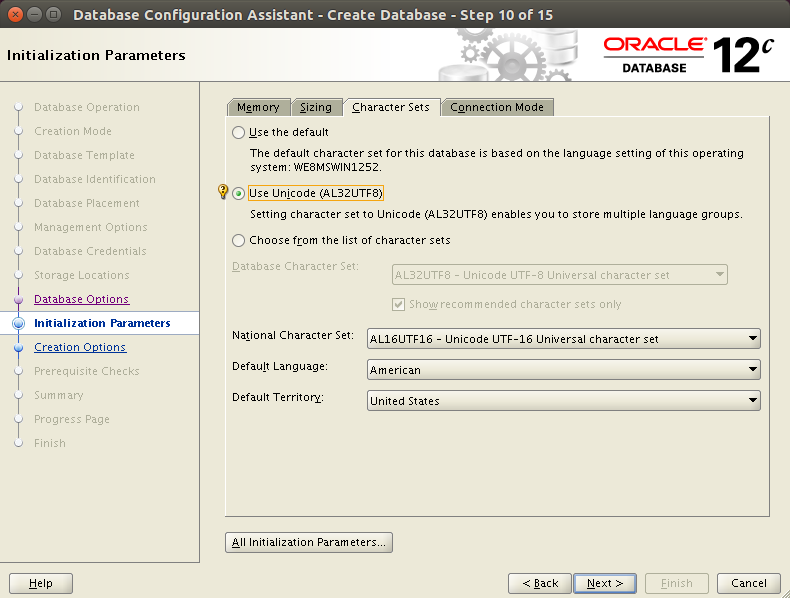 Database Configuration Assistant - Create Database - Step 10 of 15
Initialization Parameters
ORACLE®
DATABASE
12c
Database Operation
Creation Mode
Database Template
Database Identification
Database Placement
Management Options
Database Credentials
Storage Locations
Database Options
Initialization Parameters
Creation Options
Prerequisite Checks
Summary
Progress Page
Finish
Memory
Sizing
Character Sets
Connection Mode
Use the default
The default character set for this database is based on the language setting of this operating
system: WE8MSWIN1252.
Use Unicode (AL32UTF8)
Setting character set to Unicode (AL32UTF8) enables you to store multiple language groups.
Choose from the list of character sets
Database Character Set:
AL32UTF8 - Unicode UTF-8 Universal character set
Show recommended character sets only
National Character Set:
AL16UTF16 - Unicode UTF-16 Universal character set
Default Language:
American
Default Territory:
United States
All Initialization Parameters...
Help
< Back
Next >
Finish
Cancel